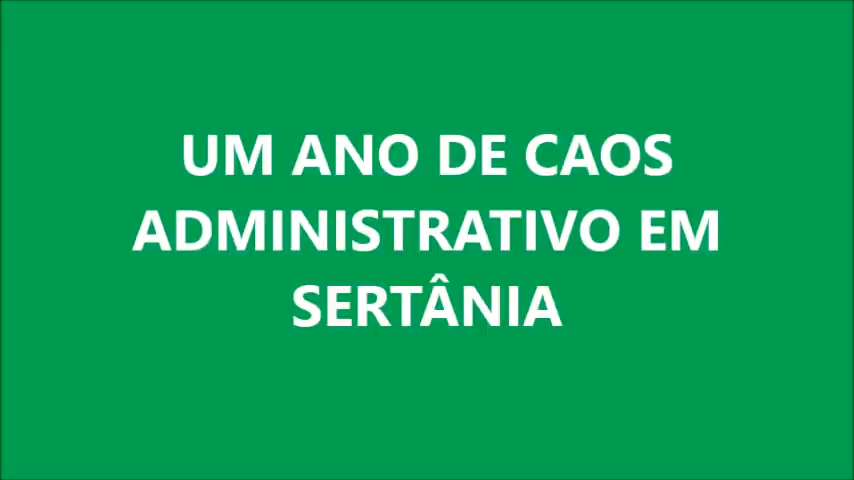 UM ANO DE CAOS
ADMINISTRATIVO EM
SERTÂNIA